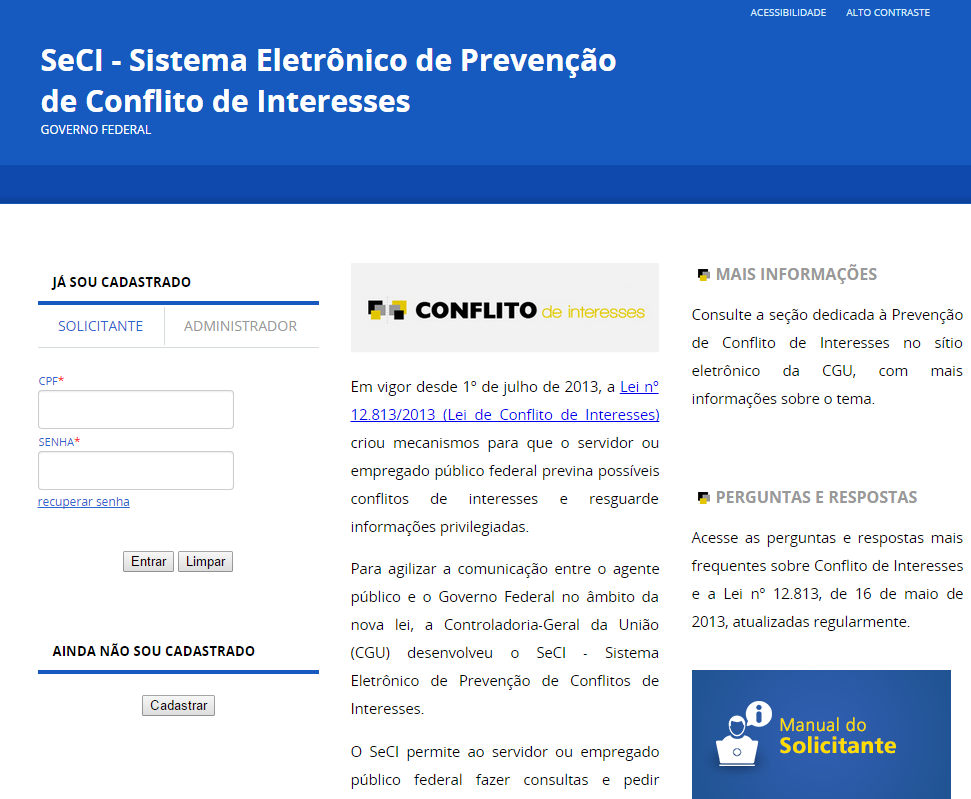 ACESSIBILIDADE ALTO CONTRASTE
SeCI - Sistema Eletrônico de Prevenção
de Conflito de Interesses
GOVERNO FEDERAL
JÁ SOU CADASTRADO
SOLICITANTE ADMINISTRADOR
CPF*
SENHA*
recuperar senha
Entrar Limpar
AINDA NÃO SOU CADASTRADO
Cadastrar
CONFLITO de interesses
Em vigor desde 1º de julho de 2013, a Lei nº
12.813/2013 (Lei de Conflito de Interesses)
criou mecanismos para que o servidor ou
empregado público federal previna possíveis
conflitos de interesses e resguarde
informações privilegiadas.
Para agilizar a comunicação entre o agente
público e o Governo Federal no âmbito da
nova lei, a Controladoria-Geral da União
(CGU) desenvolveu o SeCI - Sistema
Eletrônico de Prevenção de Conflitos de
Interesses.
O SeCI permite ao servidor ou empregado
público federal fazer consultas e pedir
MAIS INFORMAÇÕES
Consulte a seção dedicada à Prevenção
de Conflito de Interesses no sítio
eletrônico da CGU, com mais
informações sobre o tema.
PERGUNTAS E RESPOSTAS
Acesse as perguntas e respostas mais
frequentes sobre Conflito de Interesses
e a Lei nº 12.813, de 16 de maio de
2013, atualizadas regularmente.
Manual do
Solicitante